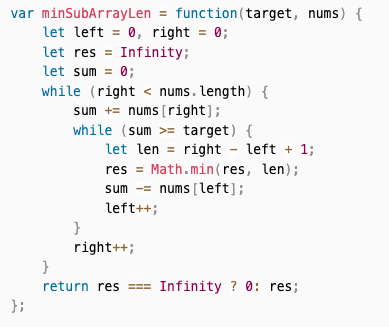 var minSubArrayLen = function(target, nums) {
    let left = 0, right = 0;
    let res = Infinity;
    let sum = 0;
    while (right < nums.length) {
        sum += nums[right];
        while (sum >= target) {
            let len = right - left + 1;
            res = Math.min(res, len);
            sum -= nums[left];
            left++;
        }
        right++;
    }
    return res === Infinity ? 0: res;
};